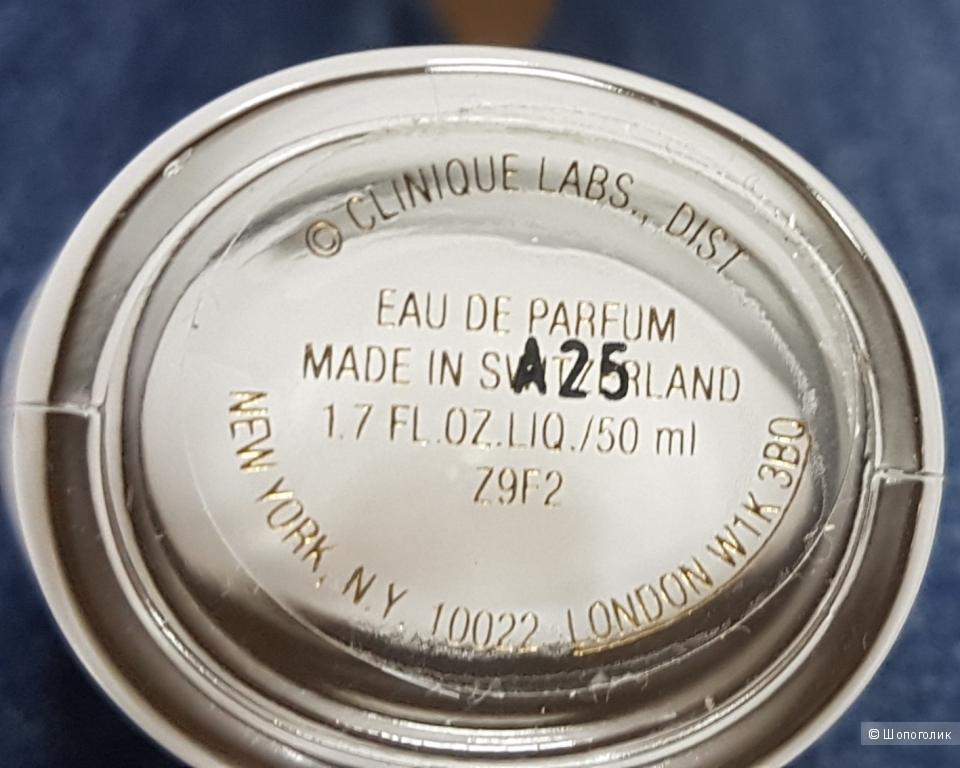 © CLINIQUE LABS., DIST
EAU DE PARFUM
MADE IN SWITZERLAND
A25
1.7 FL.OZ.LIQ./50 ml
Z9F2
NEW YORK, N.Y. 10022 LONDON W1K 3BQ
© Шопоголик